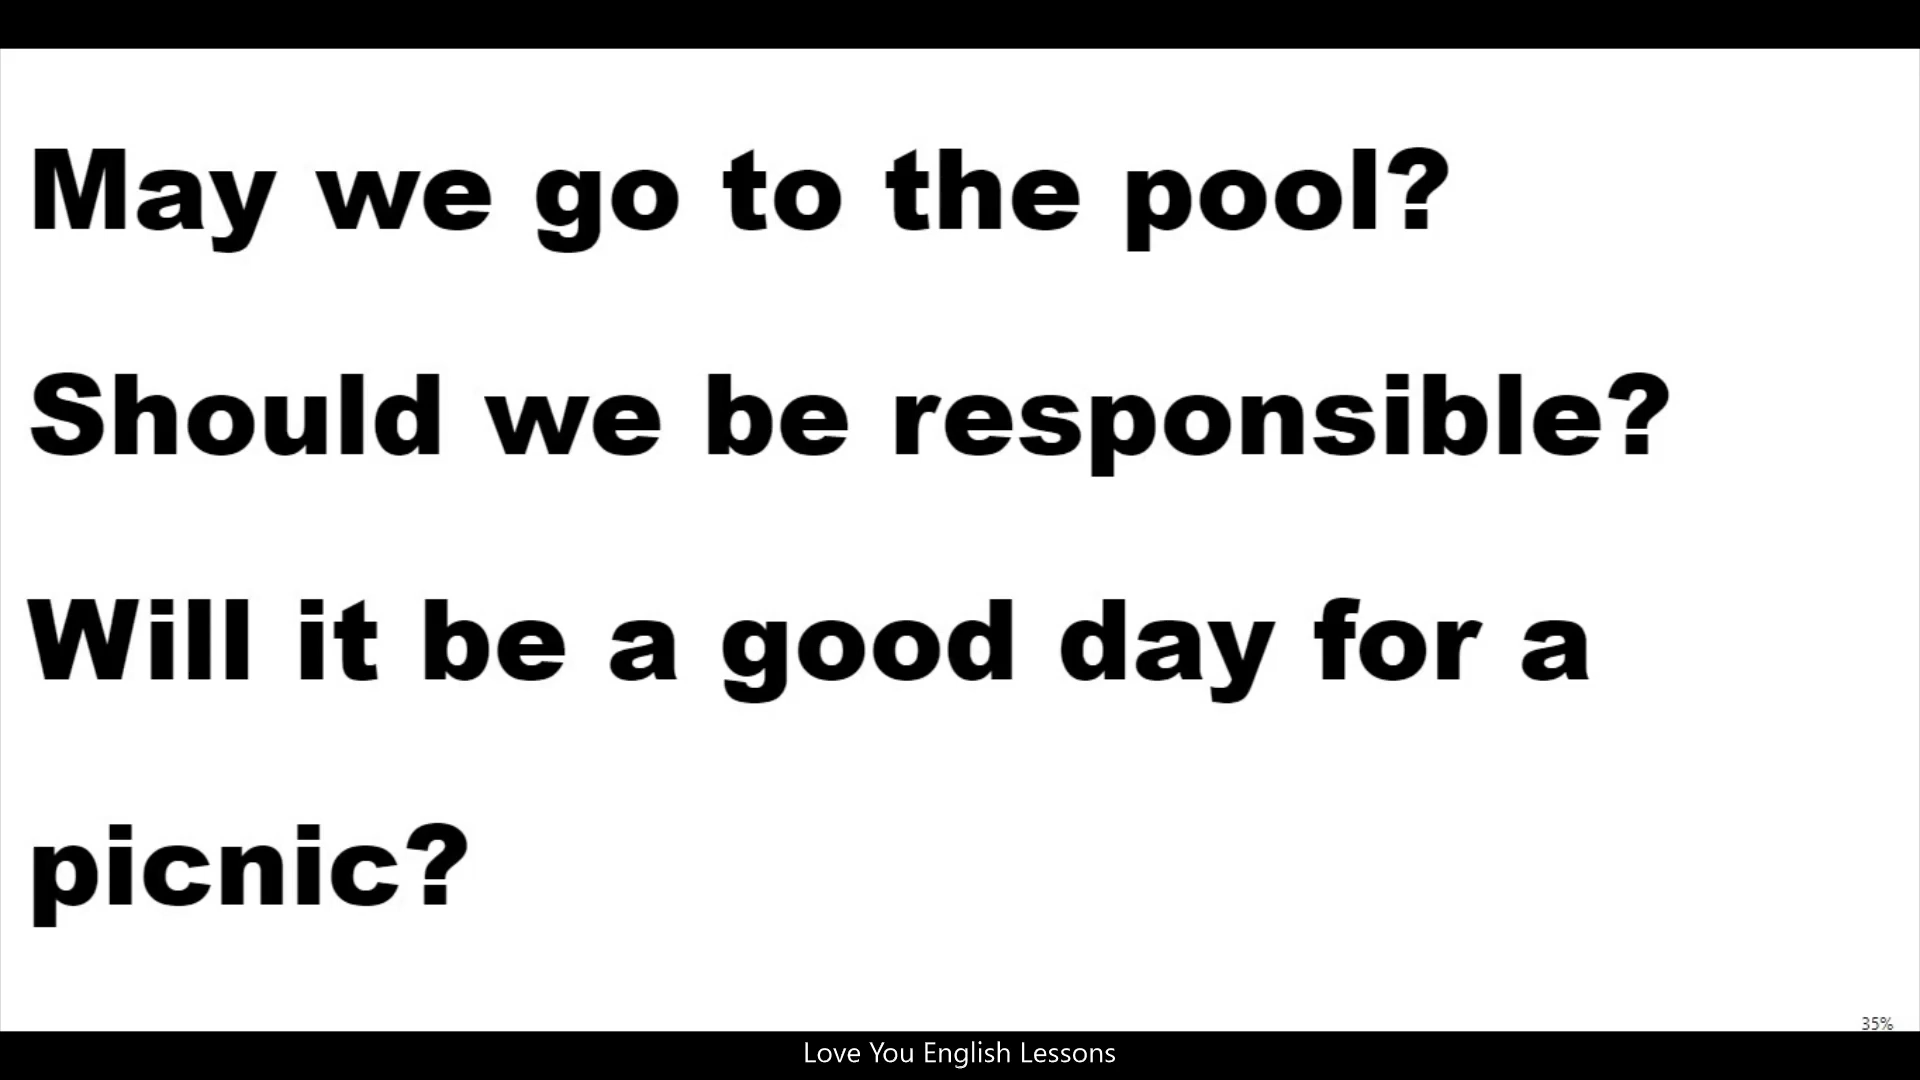 May we go to the pool?
Should we be responsible?
Will it be a good day for a
picnic?
35%
Love You English Lessons